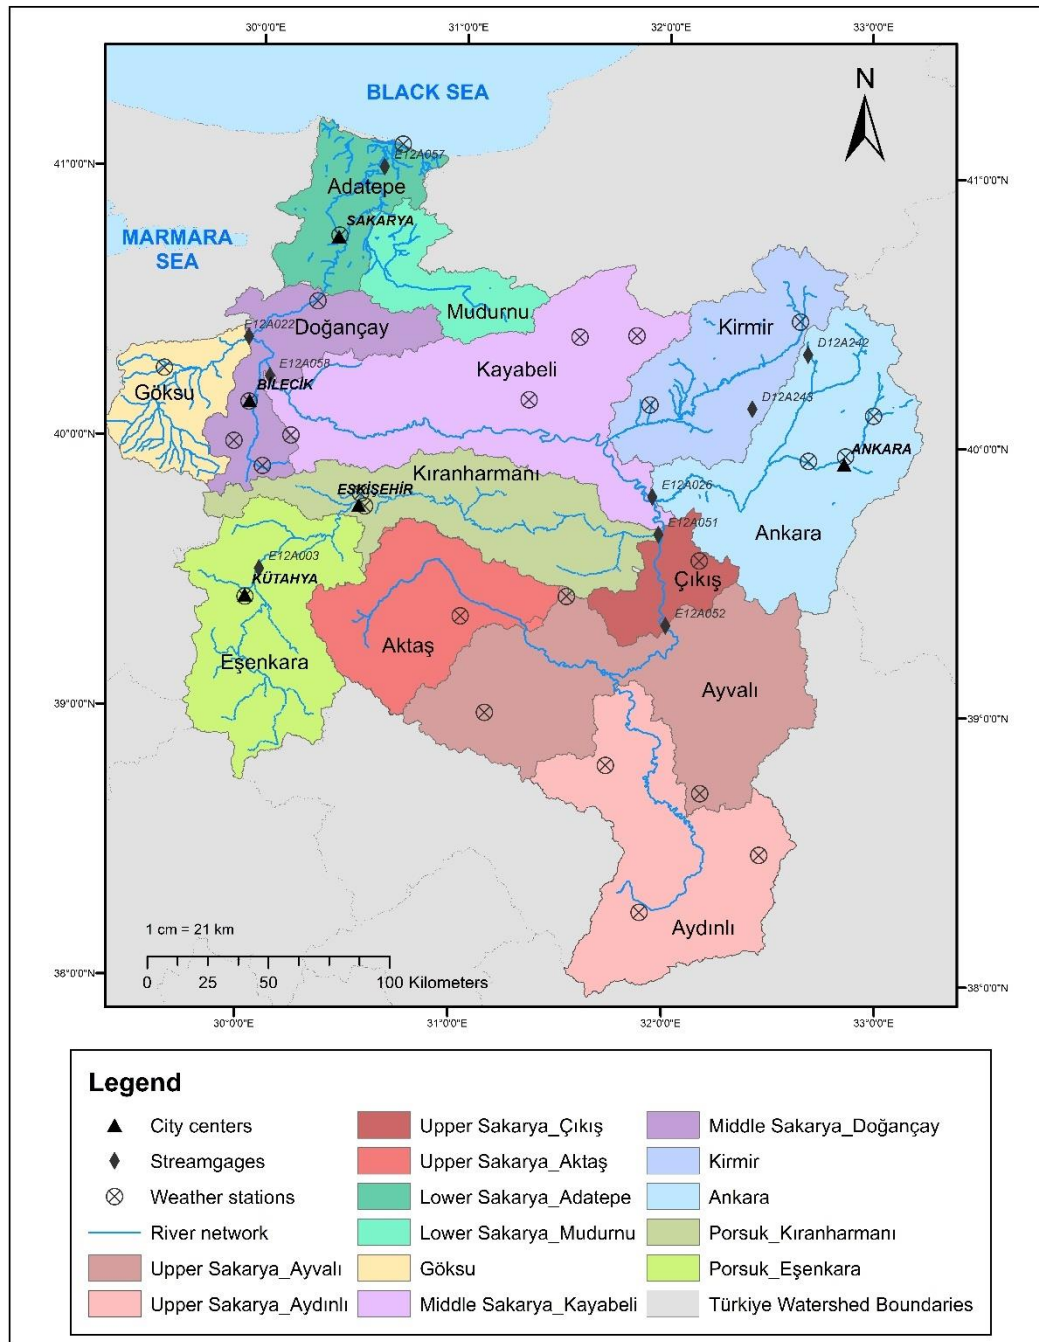 30°0'0"E 31°0'0"E 32°0'0"E 33°0'0"E
BLACK SEA
N
E12A057
41°0'0"N
41°0'0"N
Adatepe
SAKARYA
MARMARA
SEA
Mudurnu
E12A022
Doğançay
Kirmir
D12A242
E12A058
Kayabeli
BİLECİK
Göksu
D12A243
40°0'0"N
40°0'0"N
ANKARA
Kıranharmanı
ESKİŞEHİR
E12A026
E12A051
Ankara
E12A003
KÜTAHYA
Çıkış
E12A052
Aktaş
Eşenkara
Ayvalı
39°0'0"N
39°0'0"N
Aydınlı
1 cm = 21 km
0 25 50 100 Kilometers
38°0'0"N
38°0'0"N
30°0'0"E 31°0'0"E 32°0'0"E 33°0'0"E
Legend
City centers
Streamgages
Weather stations
River network
Upper Sakarya_Ayvalı
Upper Sakarya_Aydınlı
Upper Sakarya_Çıkış
Upper Sakarya_Aktaş
Lower Sakarya_Adatepe
Lower Sakarya_Mudurnu
Göksu
Middle Sakarya_Kayabeli
Middle Sakarya_Doğançay
Kirmir
Ankara
Porsuk_Kıranharmanı
Porsuk_Eşenkara
Türkiye Watershed Boundaries